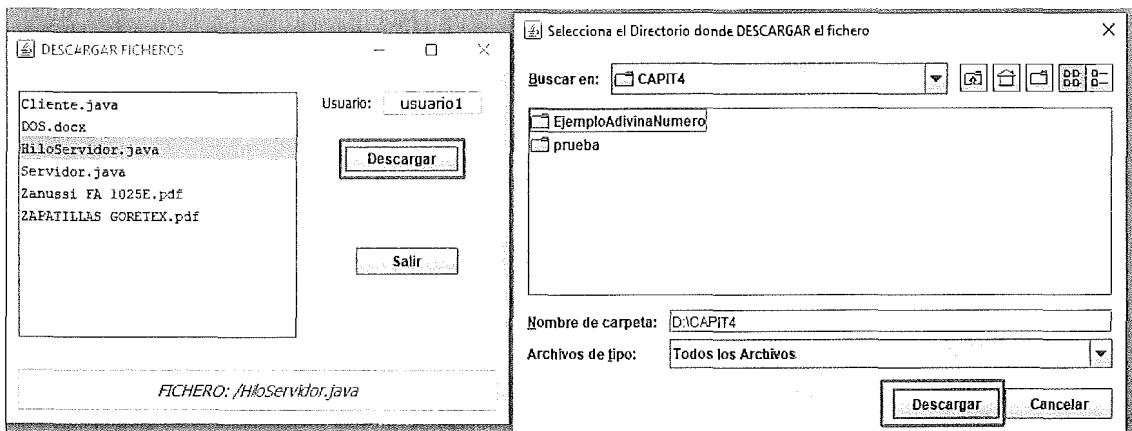 DESCARGAR FICHEROS
Cliente.java
DOS.docx
HiloServidor.java
Servidor.java
Zanussi FA 1025E.pdf
ZAPATILLAS GORETEX.pdf
Usuario: usuario1
Descargar
Salir
FICHERO: /HiloServidor.java
Selecciona el Directorio donde DESCARGAR el fichero
Buscar en: CAPIT4
EjemploAdivinaNumero
prueba
Nombre de carpeta: D:\CAPIT4
Archivos de tipo: Todos los Archivos
Descargar Cancelar